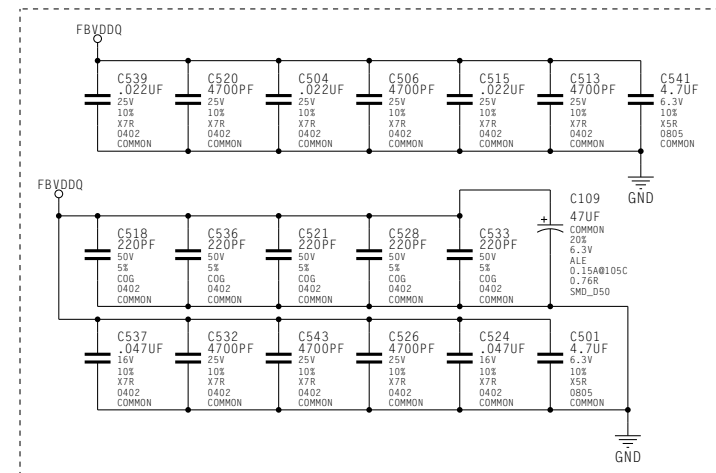 FBVDDQ
C539
.022UF
25V
10%
X7R
0402
COMMON
C520
4700PF
25V
10%
X7R
0402
COMMON
C504
.022UF
25V
10%
X7R
0402
COMMON
C506
4700PF
25V
10%
X7R
0402
COMMON
C515
.022UF
25V
10%
X7R
0402
COMMON
C513
4700PF
25V
10%
X7R
0402
COMMON
C541
4.7UF
6.3V
10%
X5R
0805
COMMON
GND
FBVDDQ
C518
220PF
50V
5%
COG
0402
COMMON
C536
220PF
50V
5%
COG
0402
COMMON
C521
220PF
50V
5%
COG
0402
COMMON
C528
220PF
50V
5%
COG
0402
COMMON
C533
220PF
50V
5%
COG
0402
COMMON
C109
+
47UF
COMMON
20%
6.3V
ALE
0.15A@105C
0.76R
SMD_D50
C537
.047UF
16V
10%
X7R
0402
COMMON
C532
4700PF
25V
10%
X7R
0402
COMMON
C543
4700PF
25V
10%
X7R
0402
COMMON
C526
4700PF
25V
10%
X7R
0402
COMMON
C524
.047UF
16V
10%
X7R
0402
COMMON
C501
4.7UF
6.3V
10%
X5R
0805
COMMON
GND